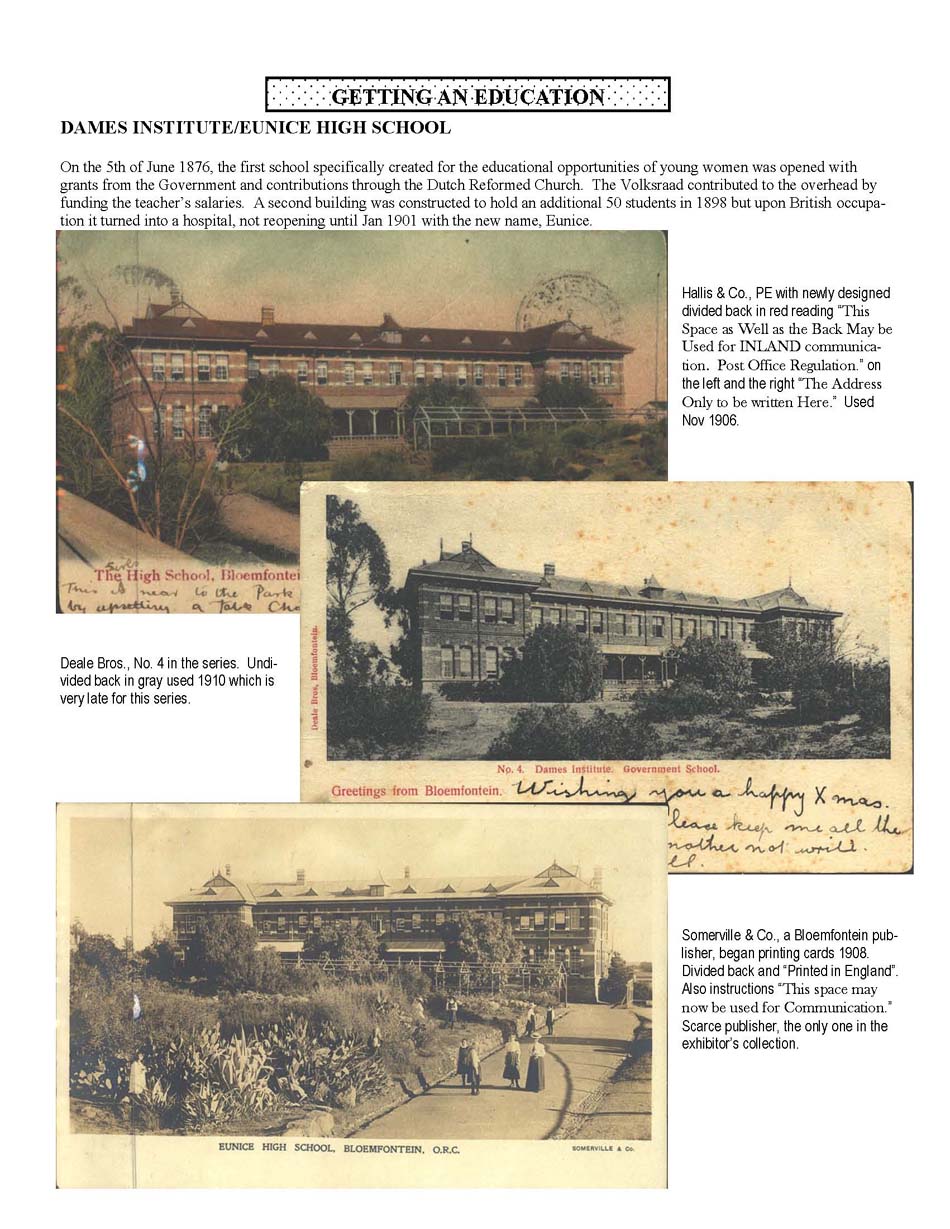 GETTING AN EDUCATION
DAMES INSTITUTE/EUNICE HIGH SCHOOL
On the 5th of June 1876, the first school specifically created for the educational opportunities of young women was opened with
grants from the Government and contributions through the Dutch Reformed Church.  The Volksraad contributed to the overhead by
funding the teacher's salaries.  A second building was constructed to hold an additional 50 students in 1898 but upon British occupa-
tion it turned into a hospital, not reopening until Jan 1901 with the new name, Eunice.
Hallis & Co., PE with newly designed
divided back in red reading "This
Space as Well as the Back May be
Used for INLAND communica-
tion.  Post Office Regulation." on
the left and the right "The Address
Only to be written Here."  Used
Nov 1906.
Girls
The High School, Bloemfontei
This is near to the Park
by upsetting a Table Cha
Deale Bros., No. 4 in the series.  Undi-
vided back in gray used 1910 which is
very late for this series.
Deale Bros, Bloemfontein.
No. 4.  Dames Institute.  Government School.
Greetings from Bloemfontein.
Wishing you a happy Xmas.
lease keep me all the
mother not write.
ll.
Somerville & Co., a Bloemfontein pub-
lisher, began printing cards 1908.
Divided back and "Printed in England".
Also instructions "This space may
now be used for Communication."
Scarce publisher, the only one in the
exhibitor's collection.
EUNICE HIGH SCHOOL, BLOEMFONTEIN, O.R.C.
SOMERVILLE & Co.